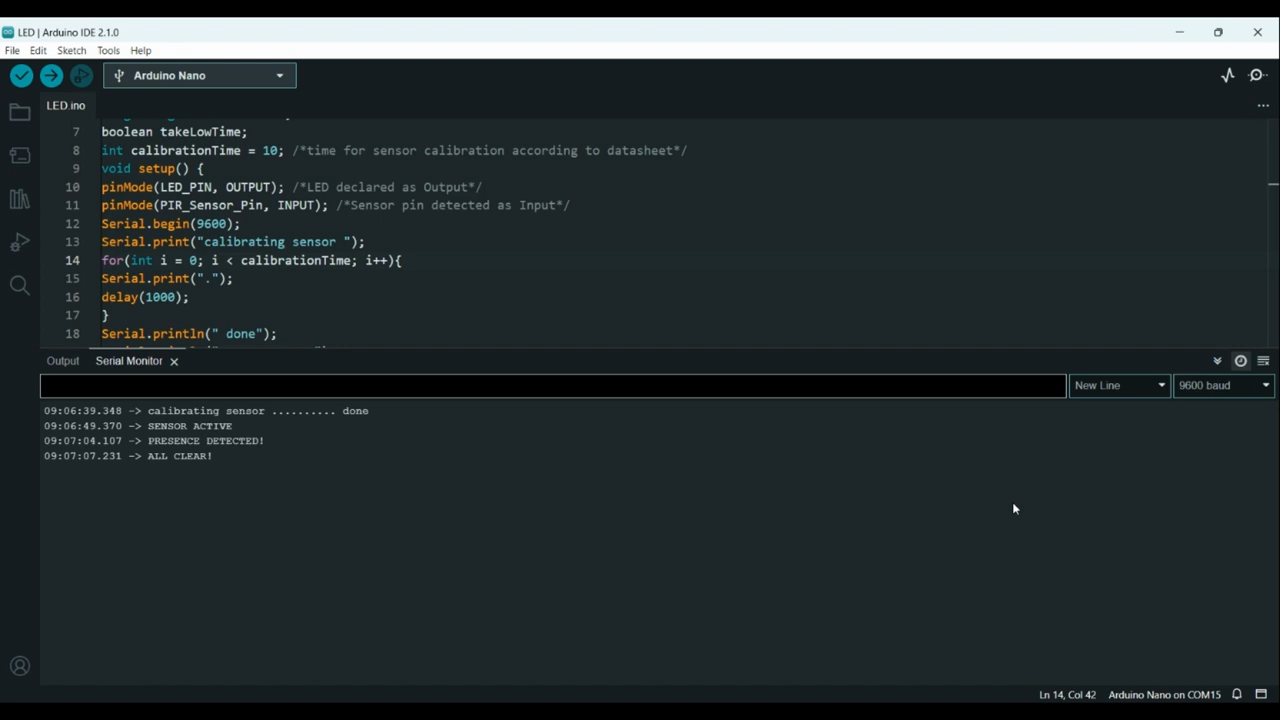 LED | Arduino IDE 2.1.0
File Edit Sketch Tools Help
Arduino Nano
LED.ino
7 boolean takeLowTime;
8 int calibrationTime = 10; /*time for sensor calibration according to datasheet*/
9 void setup() {
10 pinMode(LED_PIN, OUTPUT); /*LED declared as Output*/
11 pinMode(PIR_Sensor_Pin, INPUT); /*Sensor pin detected as Input*/
12 Serial.begin(9600);
13 Serial.print("calibrating sensor ");
14 for(int i = 0; i < calibrationTime; i++){
15 Serial.print(".");
16 delay(1000);
17 }
18 Serial.println(" done");
Output Serial Monitor
New Line 9600 baud
09:06:39.348 -> calibrating sensor .......... done
09:06:49.370 -> SENSOR ACTIVE
09:07:04.107 -> PRESENCE DETECTED!
09:07:07.231 -> ALL CLEAR!
Ln 14, Col 42 Arduino Nano on COM15